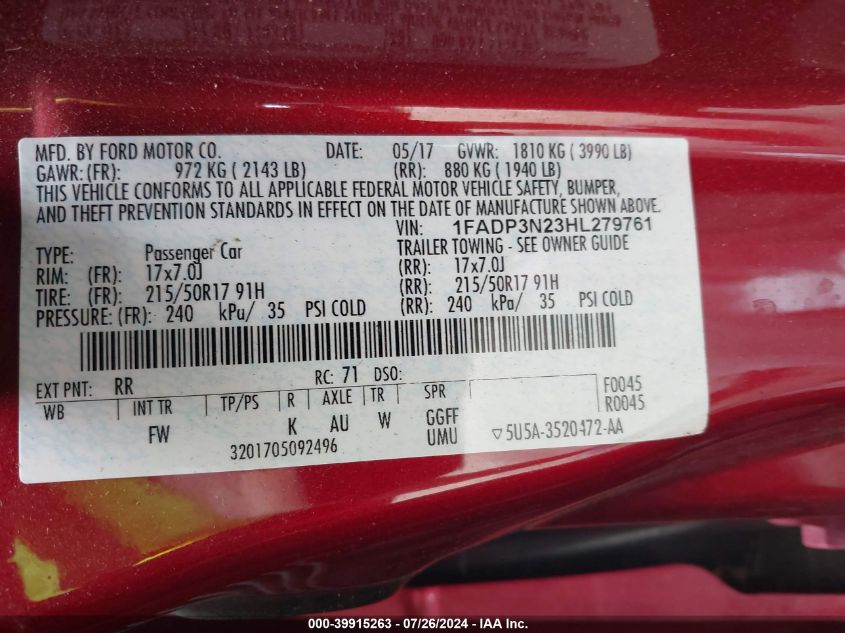 MFD. BY FORD MOTOR CO. DATE: 05/17 GVWR: 1810 KG ( 3990 LB)
GAWR: (FR): 972 KG ( 2143 LB) (RR): 880 KG ( 1940 LB)
THIS VEHICLE CONFORMS TO ALL APPLICABLE FEDERAL MOTOR VEHICLE SAFETY, BUMPER,
AND THEFT PREVENTION STANDARDS IN EFFECT ON THE DATE OF MANUFACTURE SHOWN ABOVE.
VIN: 1FADP3N23HL279761
TYPE: Passenger Car TRAILER TOWING - SEE OWNER GUIDE
RIM: (FR): 17x7.0J (RR): 17x7.0J
TIRE: (FR): 215/50R17 91H (RR): 215/50R17 91H
PRESSURE: (FR): 240 kPa/ 35 PSI COLD (RR): 240 kPa/ 35 PSI COLD
EXT PNT: RR RC: 71 DSO: F0045
WB INT TR TP/PS R AXLE TR SPR R0045
FW K AU W GGFF
UMU
3201705092496 ▽5U5A-3520472-AA
000-39915263 - 07/26/2024 - IAA Inc.